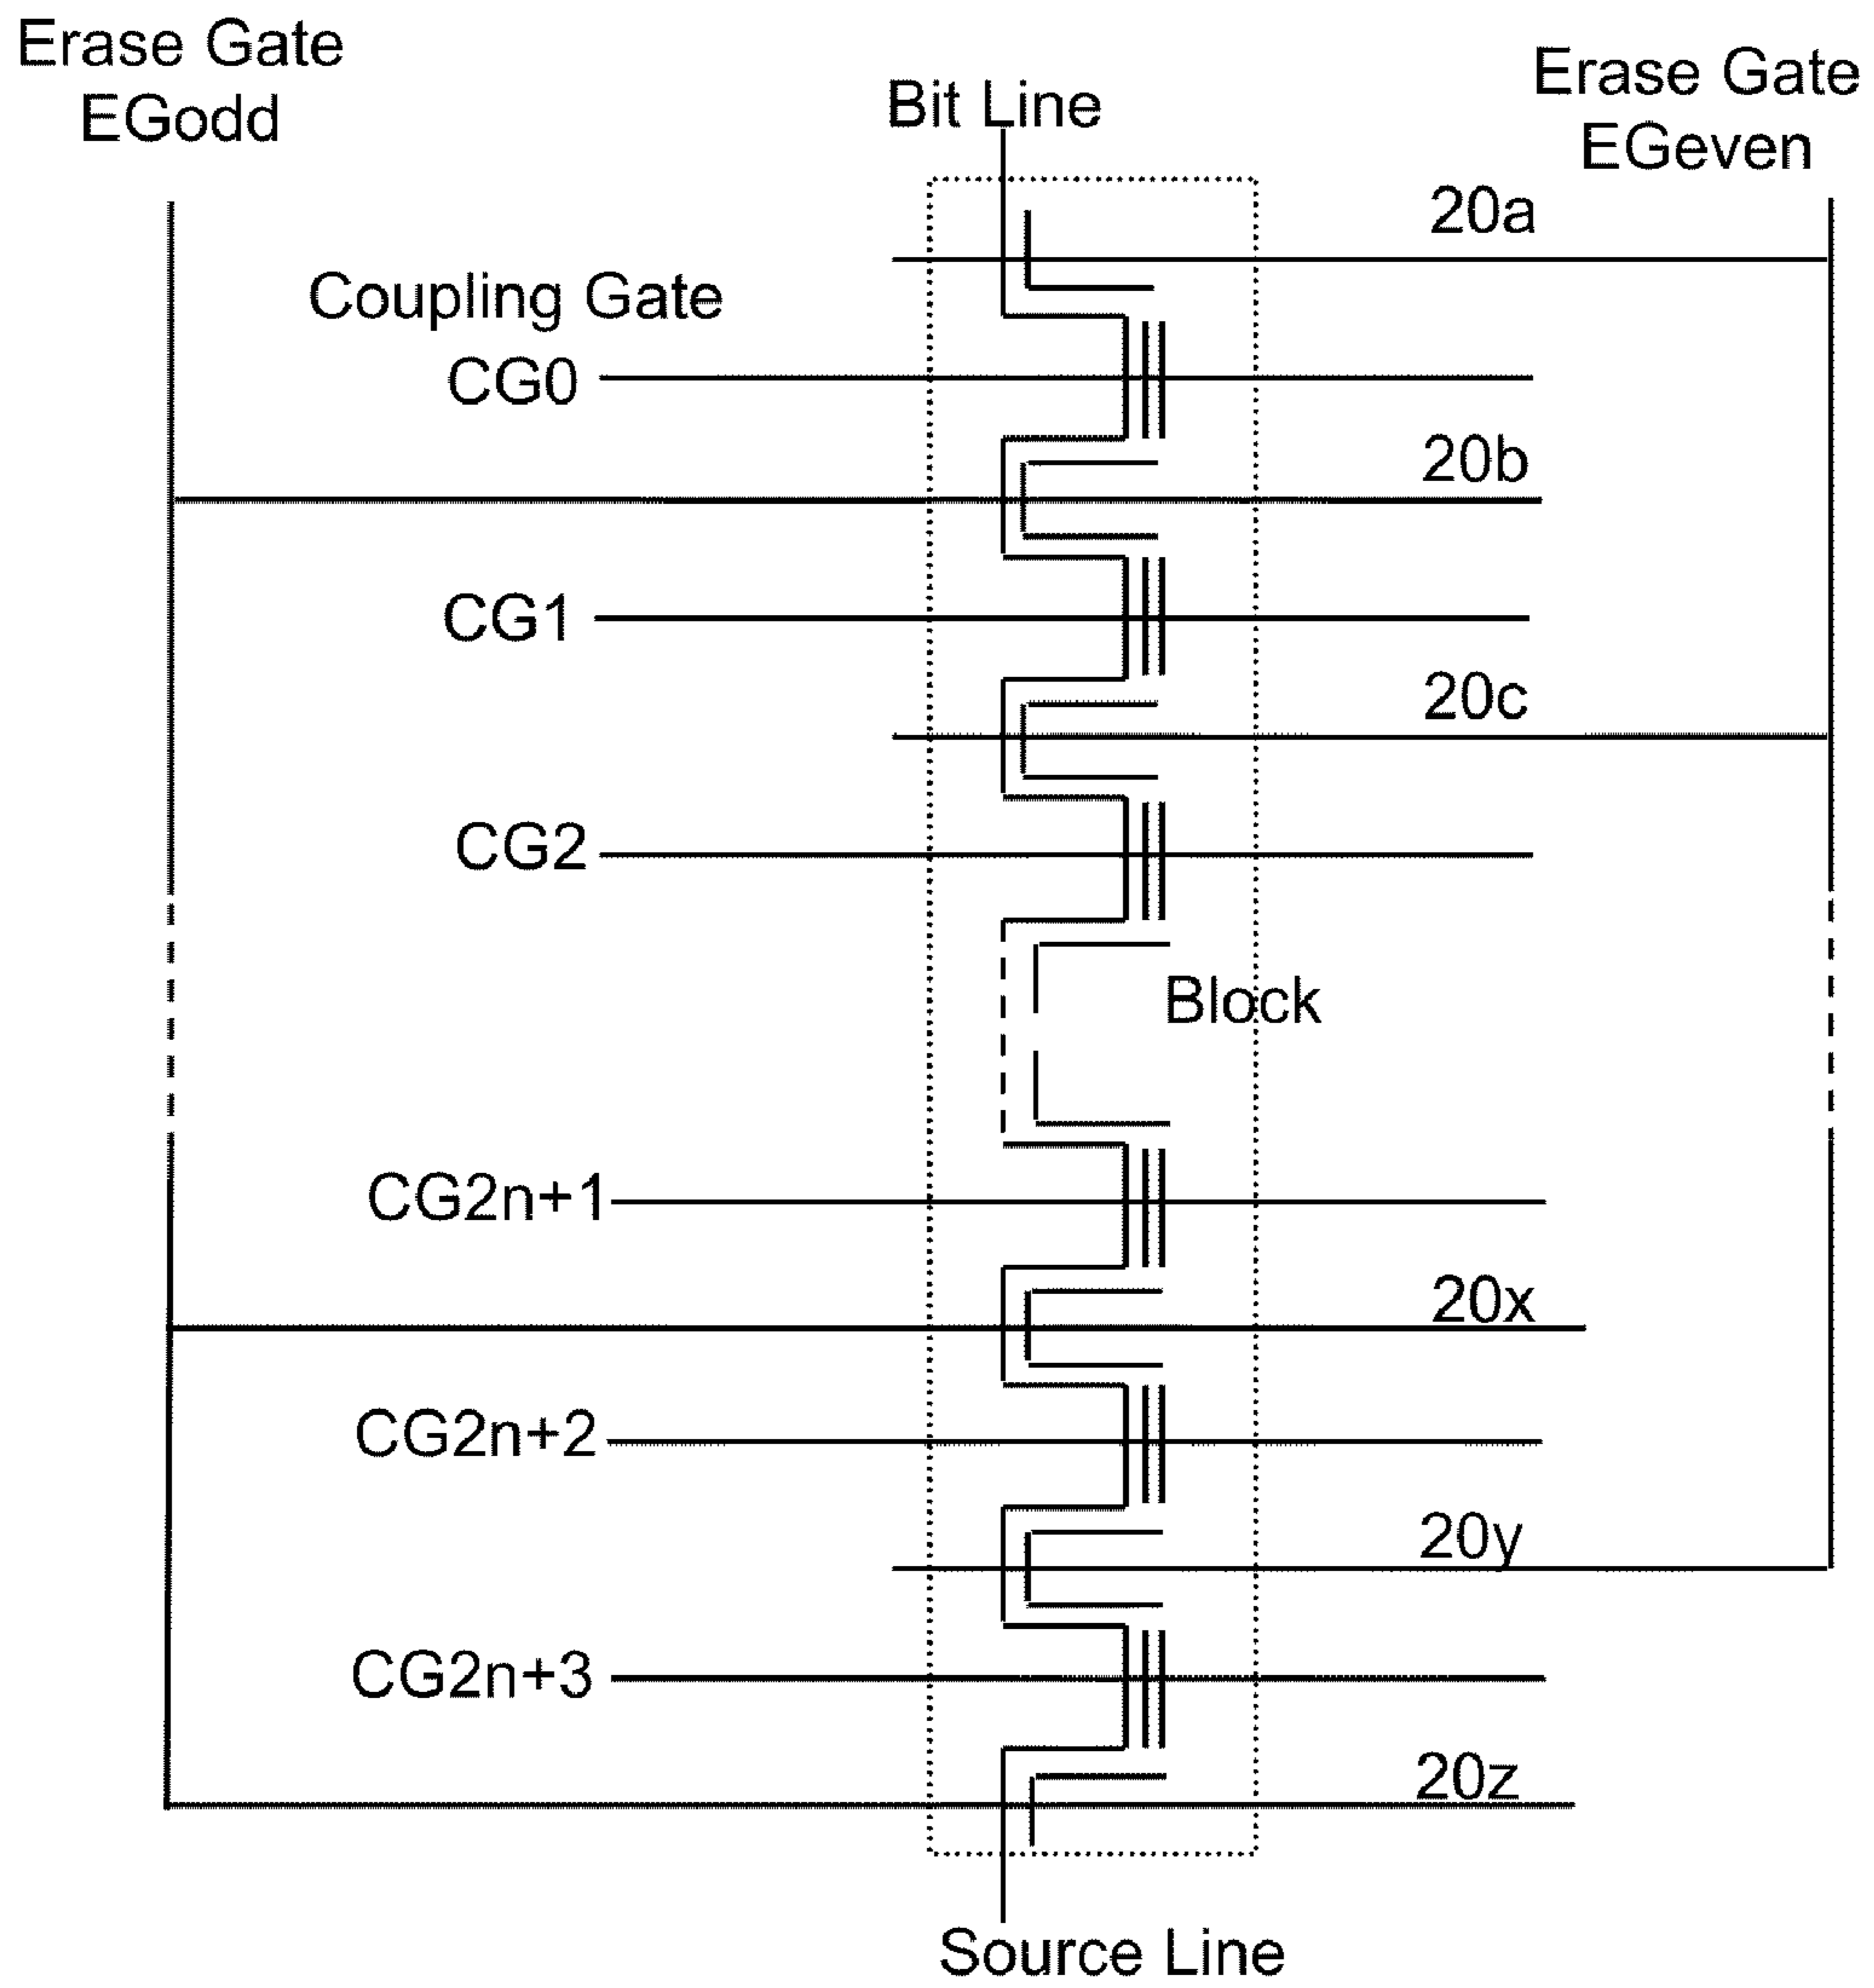 Erase Gate
EGodd
Bit Line
Erase Gate
EGeven
20a
Coupling Gate
CG0
20b
CG1
20c
CG2
Block
CG2n+1
20x
CG2n+2
20y
CG2n+3
20z
Source Line